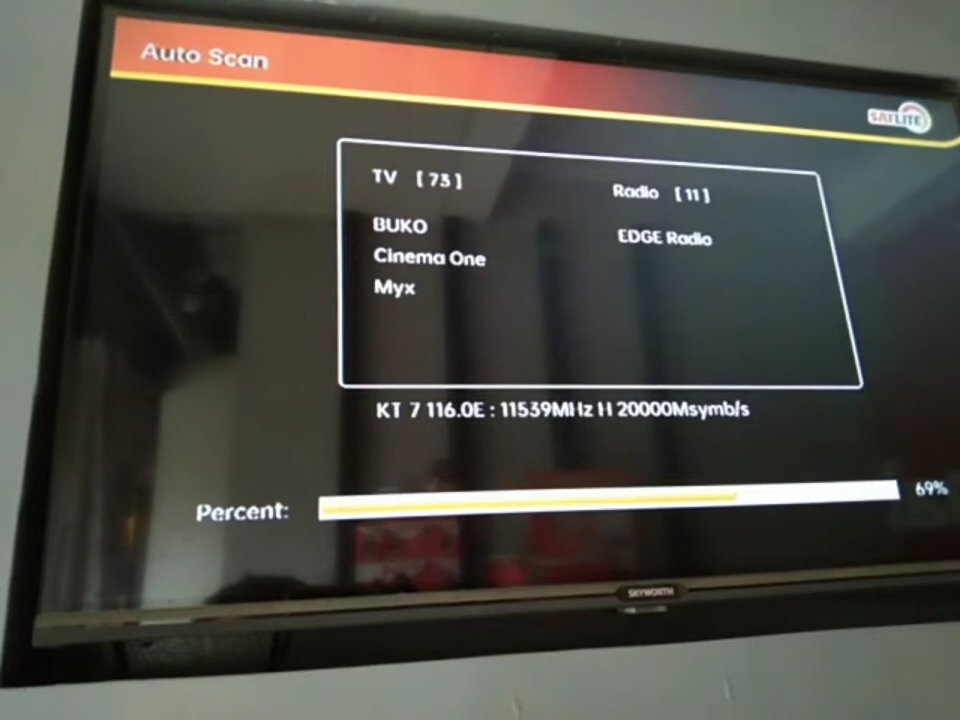 Auto Scan
SATLITE
TV [ 73 ]
Radio [ 11 ]
BUKO
EDGE Radio
Cinema One
Myx
KT 7 116.0E : 11539MHz H 20000Msymb/s
Percent:
69%
SKYWORTH